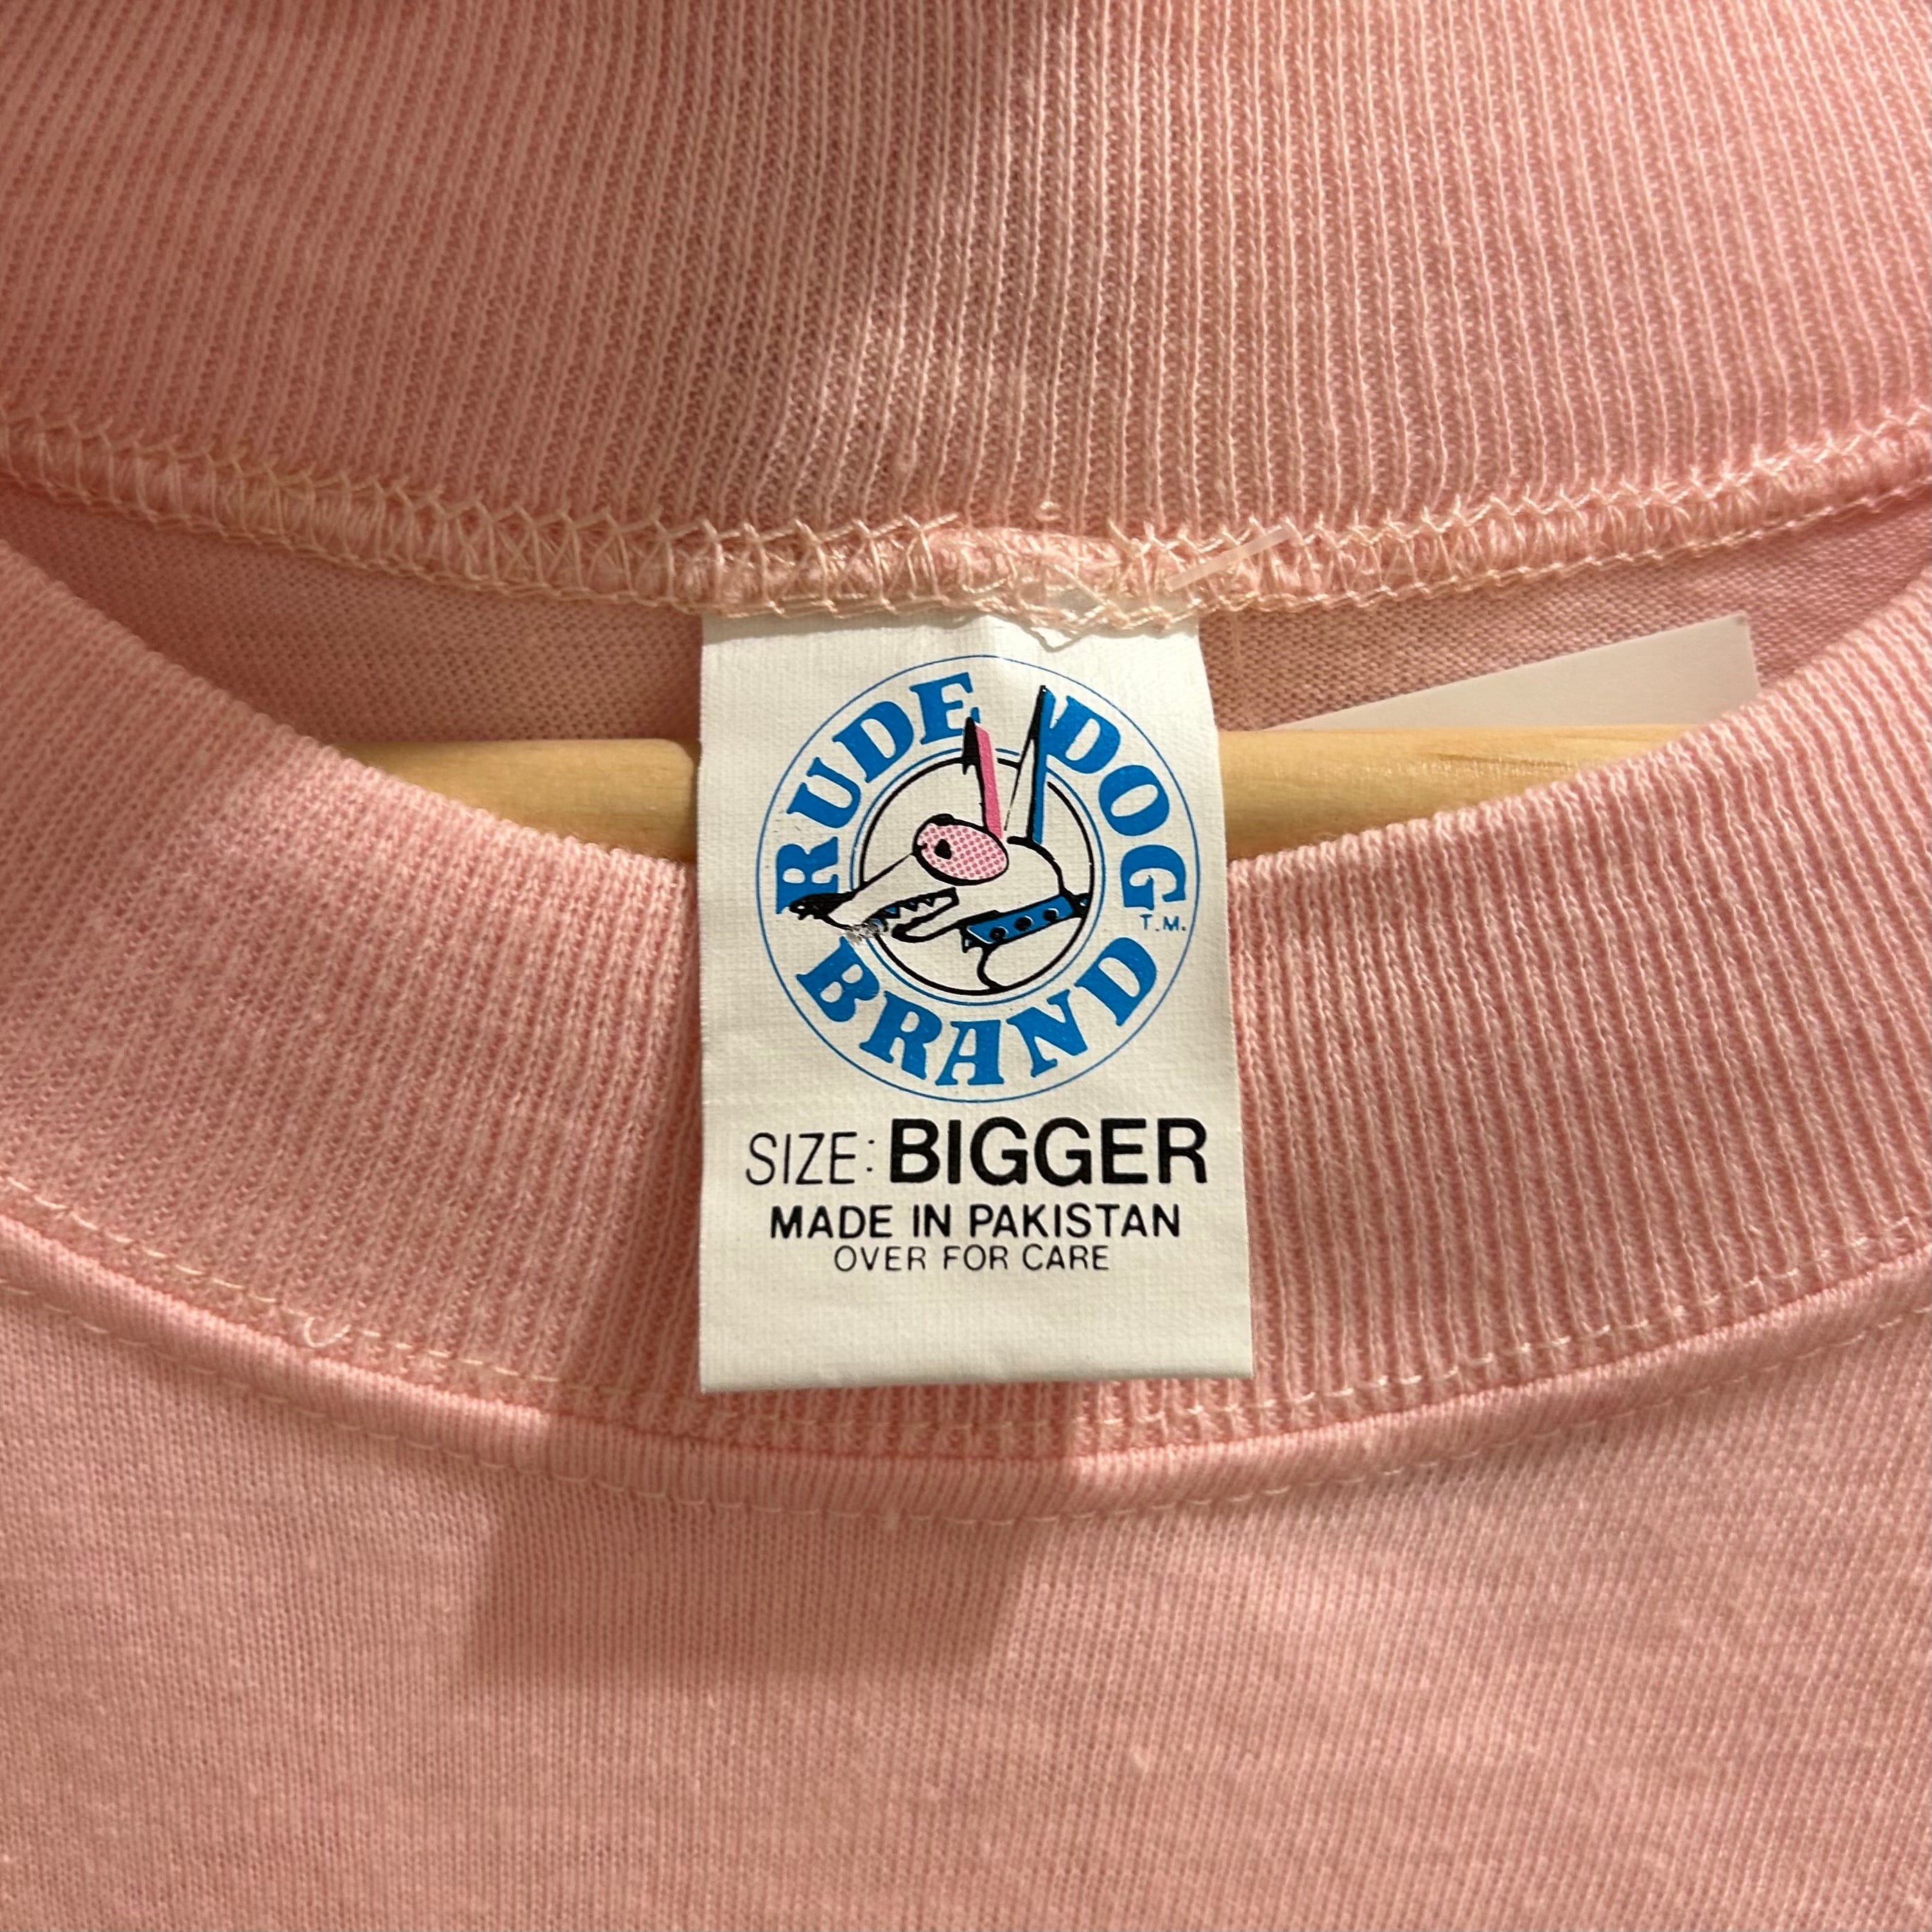 RUDE DOG
T.M.
BRAND
SIZE: BIGGER
MADE IN PAKISTAN
OVER FOR CARE